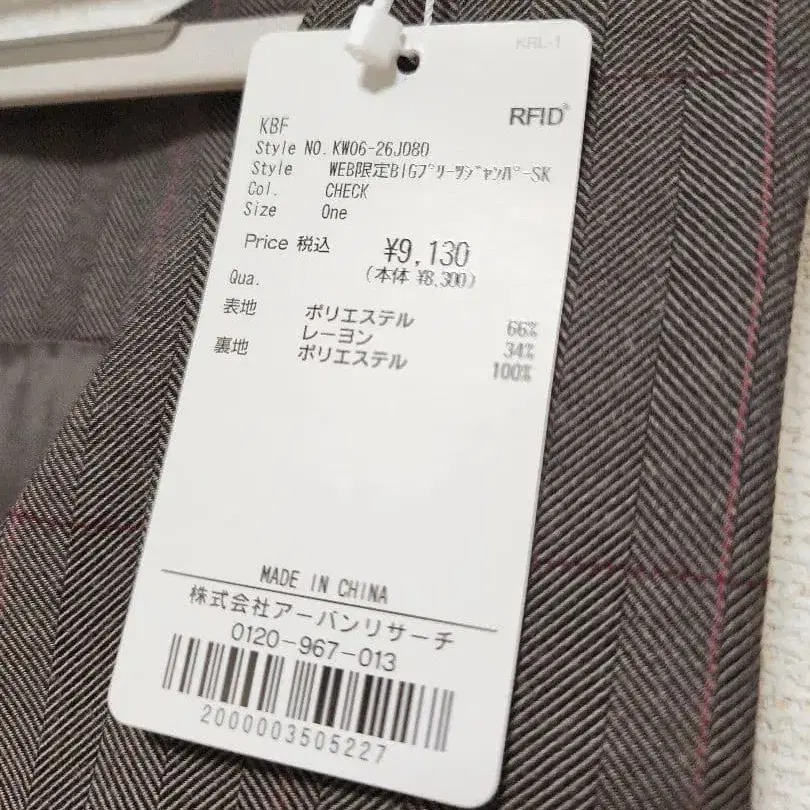 KRL-1
RFID
KBF
Style NO. KW06-26J080
Style WEB限定BIGﾌﾟﾘｰﾂｼﾞｬﾝﾊﾟｰSK
Col. CHECK
Size One
Price 税込 ¥9,130
(本体 ¥8,300)
Qua.
表地 ポリエステル 66%
レーヨン 34%
裏地 ポリエステル 100%
MADE IN CHINA
株式会社アーバンリサーチ
0120-967-013
2000003505227